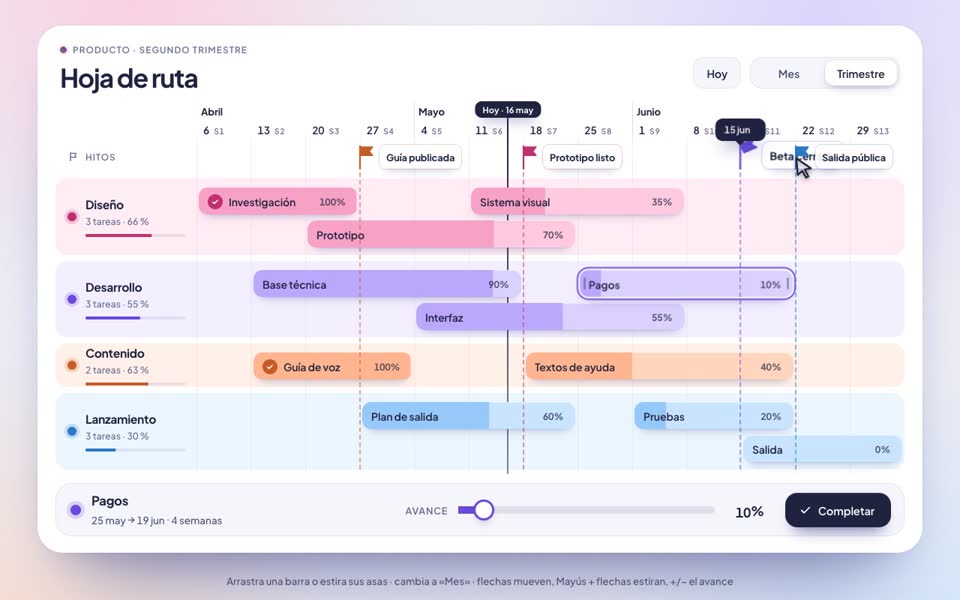 PRODUCTO · SEGUNDO TRIMESTRE
Hoja de ruta
Hoy
Mes
Trimestre
Abril
Mayo
Hoy · 16 may
Junio
6 S1
13 S2
20 S3
27 S4
4 S5
11 S6
18 S7
25 S8
1 S9
8
15 jun
S11
22 S12
29 S13
HITOS
Guía publicada
Prototipo listo
Salida pública
Diseño
3 tareas · 66 %
Investigación 100%
Sistema visual 35%
Prototipo 70%
Desarrollo
3 tareas · 55 %
Base técnica 90%
Pagos 10%
Interfaz 55%
Contenido
2 tareas · 63 %
Guía de voz 100%
Textos de ayuda 40%
Lanzamiento
3 tareas · 30 %
Plan de salida 60%
Pruebas 20%
Salida 0%
Pagos
25 may → 19 jun · 4 semanas
AVANCE
10%
Completar
Arrastra una barra o estira sus asas · cambia a «Mes» · flechas mueven, Mayús + flechas estiran, +/− el avance